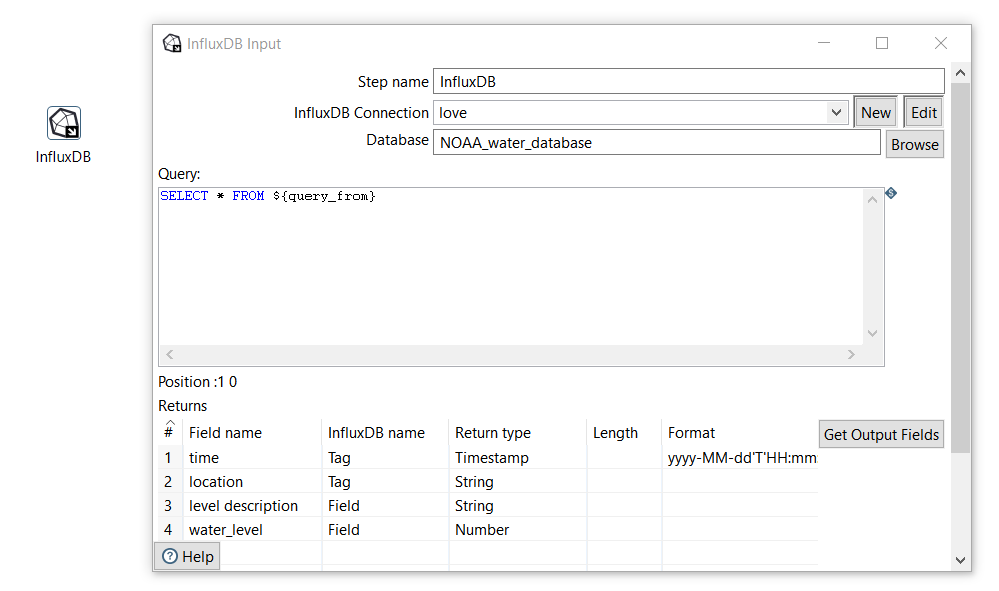 InfluxDB Input
Step name InfluxDB
InfluxDB
InfluxDB Connection love New Edit
Database NOAA_water_database Browse
Query:
SELECT * FROM ${query_from}
Position :1 0
Returns
# Field name InfluxDB name Return type Length Format Get Output Fields
1 time Tag Timestamp yyyy-MM-dd'T'HH:mm:
2 location Tag String
3 level description Field String
4 water_level Field Number
Help